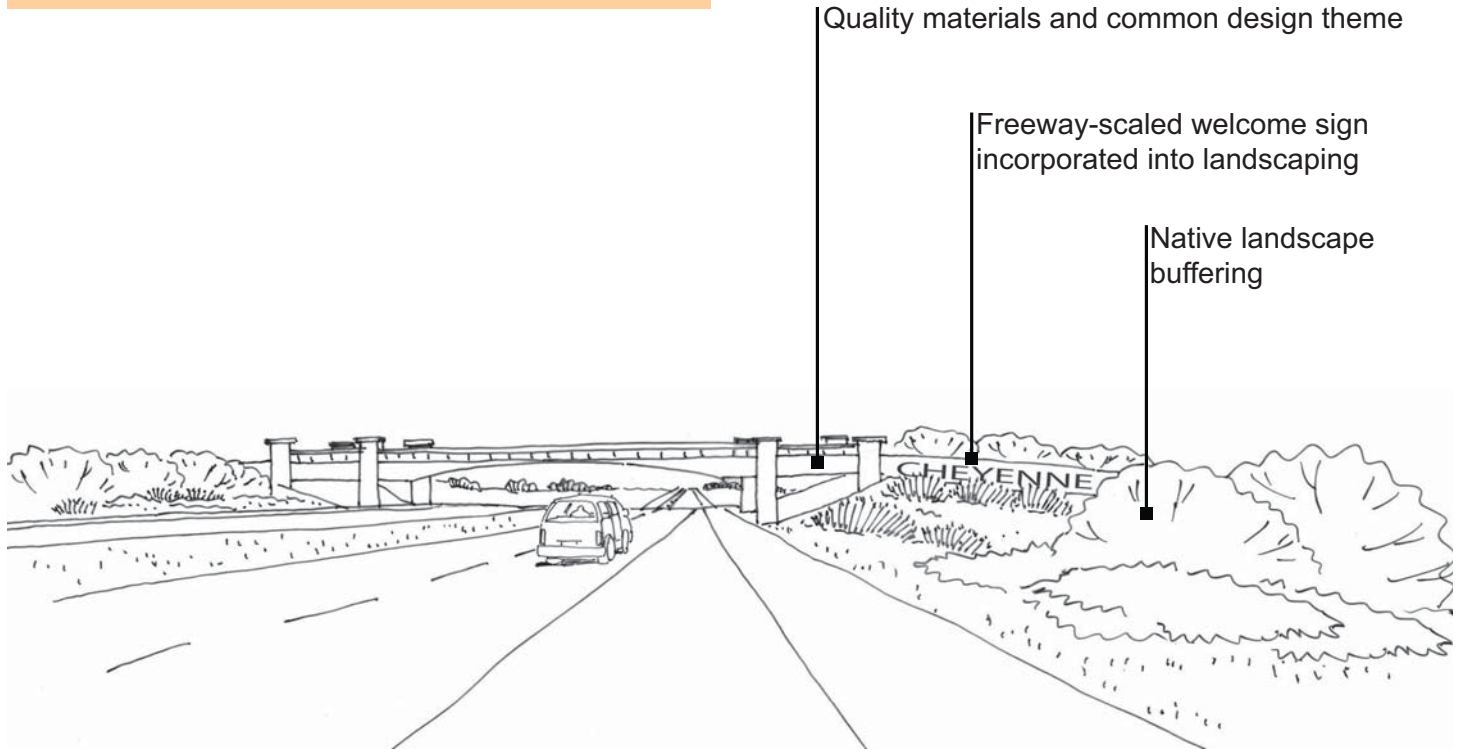 Quality materials and common design theme
Freeway-scaled welcome sign
incorporated into landscaping
Native landscape
buffering
CHEYENNE